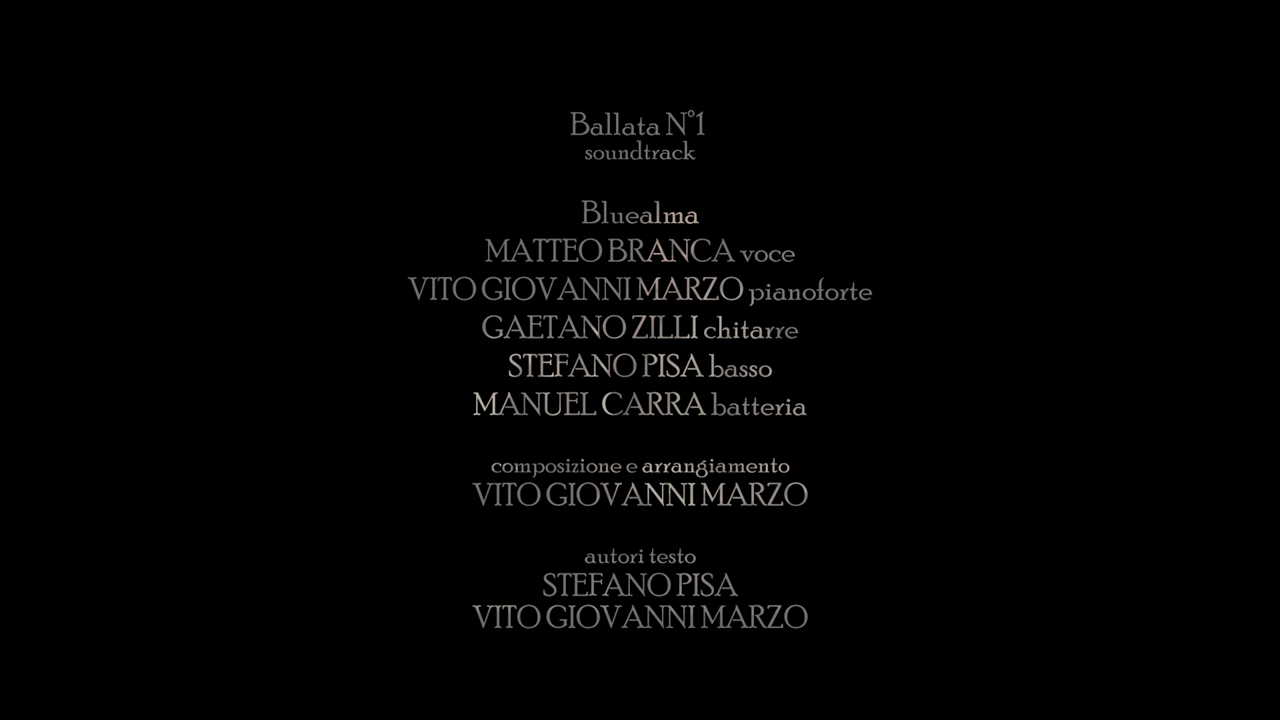 Ballata N°1
soundtrack
Bluealma
MATTEO BRANCA voce
VITO GIOVANNI MARZO pianoforte
GAETANO ZILLI chitarre
STEFANO PISA basso
MANUEL CARRA batteria
composizione e arrangiamento
VITO GIOVANNI MARZO
autori testo
STEFANO PISA
VITO GIOVANNI MARZO